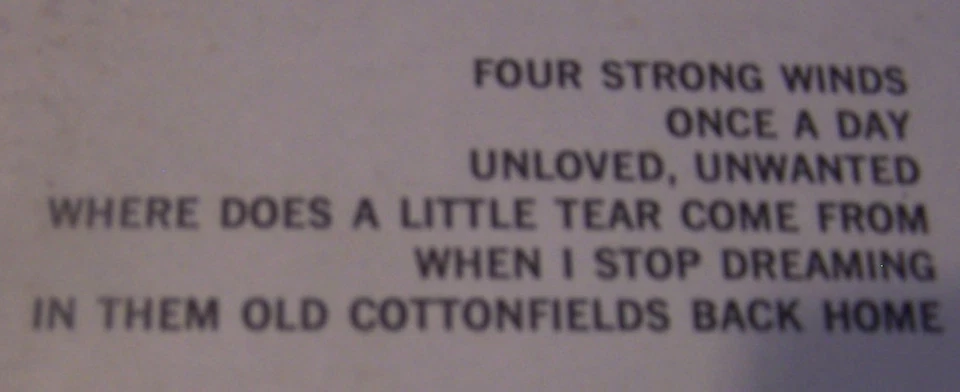 FOUR STRONG WINDS
ONCE A DAY
UNLOVED, UNWANTED
WHERE DOES A LITTLE TEAR COME FROM
WHEN I STOP DREAMING
IN THEM OLD COTTONFIELDS BACK HOME